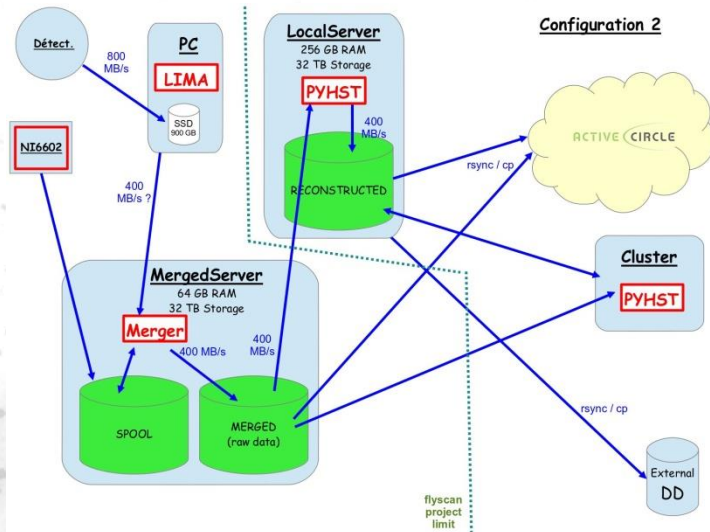 Configuration 2
Détect.
800
MB/s
PC
LIMA
SSD
900 GB
NI6602
400
MB/s ?
LocalServer
256 GB RAM
32 TB Storage
PYHST
400
MB/s
RECONSTRUCTED
rsync / cp
ACTIVE CIRCLE
MergedServer
64 GB RAM
32 TB Storage
Merger
400 MB/s
400
MB/s
SPOOL
MERGED
(raw data)
Cluster
PYHST
rsync / cp
External
DD
flyscan
project
limit